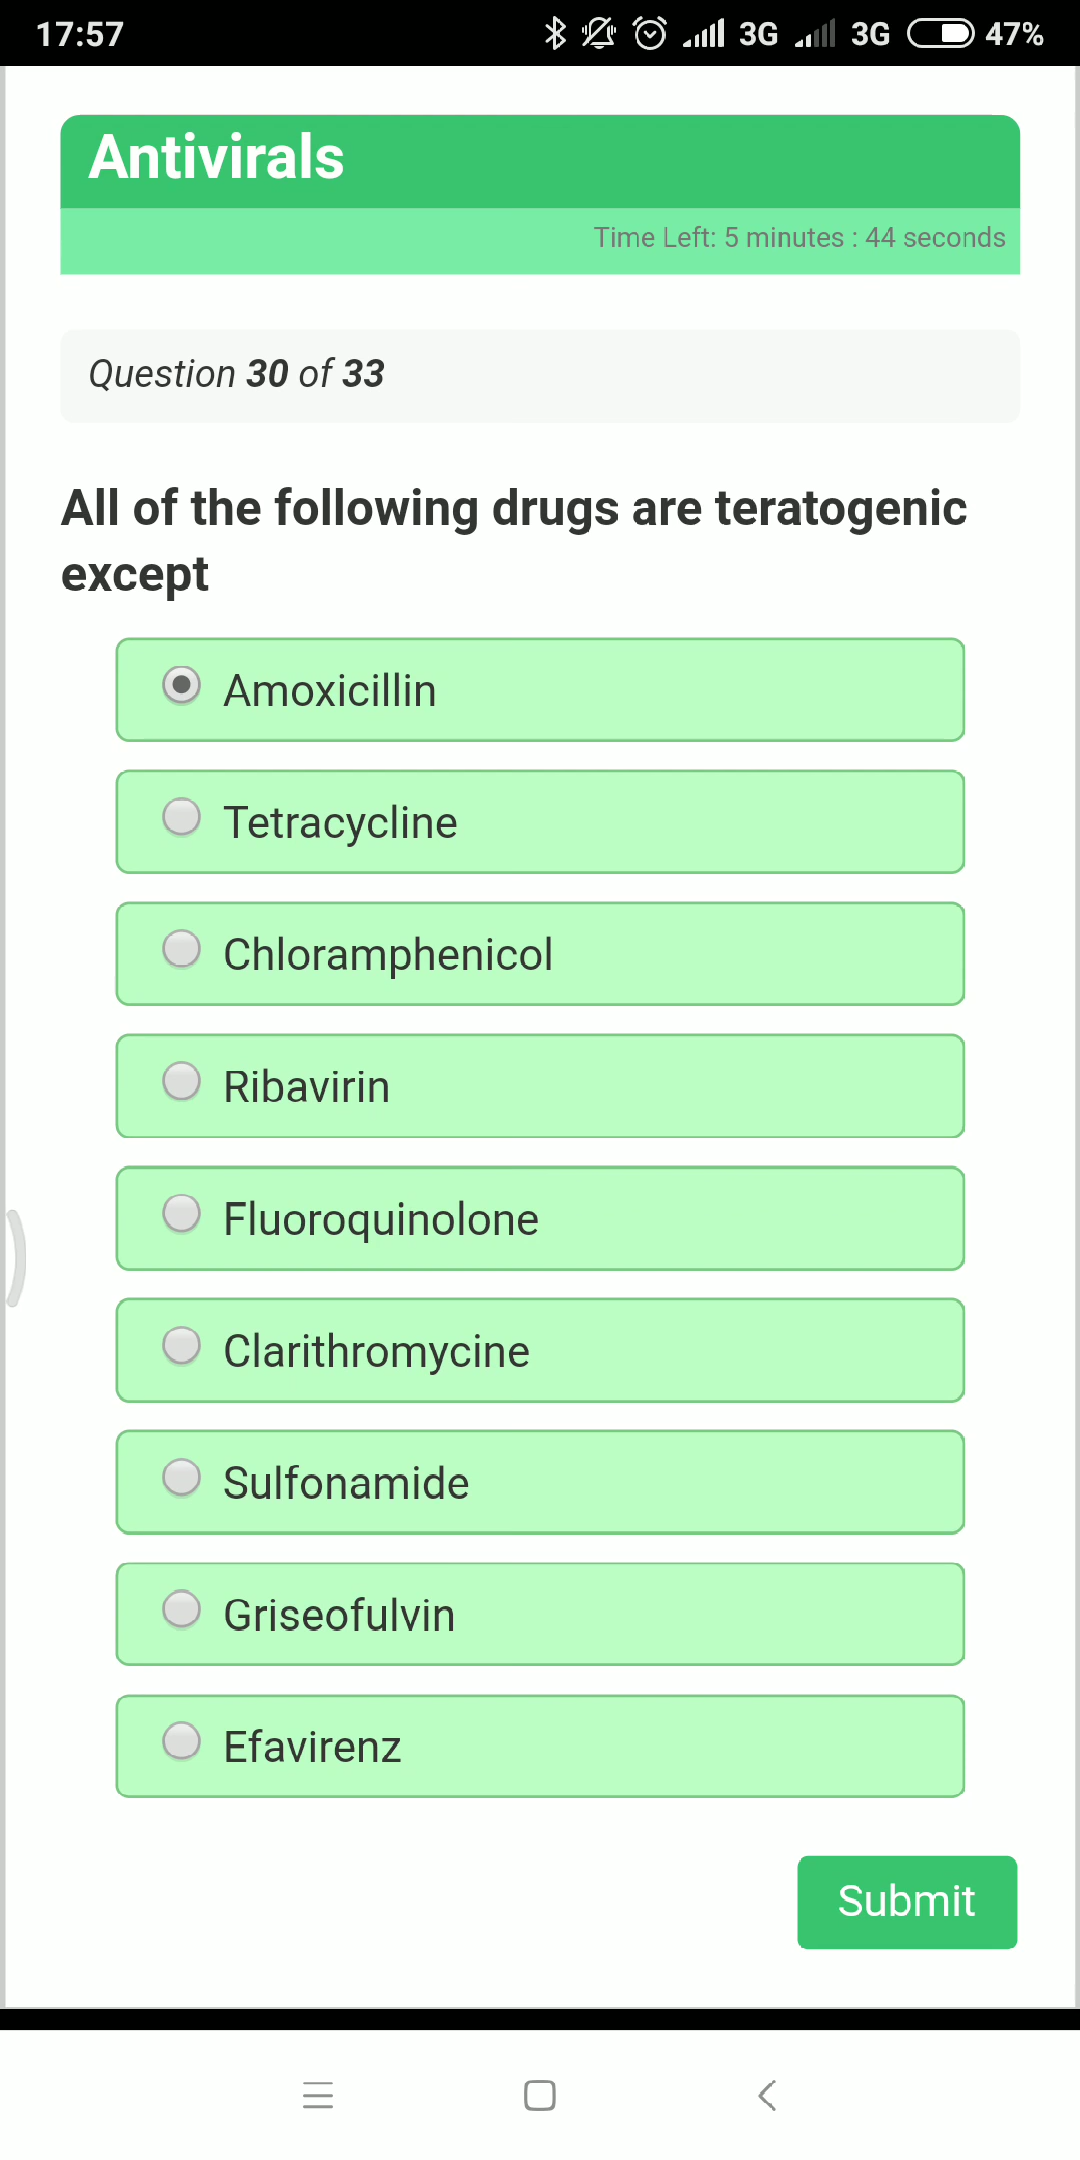 17:57 3G 3G 47%
Antivirals
Time Left: 5 minutes : 44 seconds
Question 30 of 33
All of the following drugs are teratogenic
except
Amoxicillin
Tetracycline
Chloramphenicol
Ribavirin
Fluoroquinolone
Clarithromycine
Sulfonamide
Griseofulvin
Efavirenz
Submit